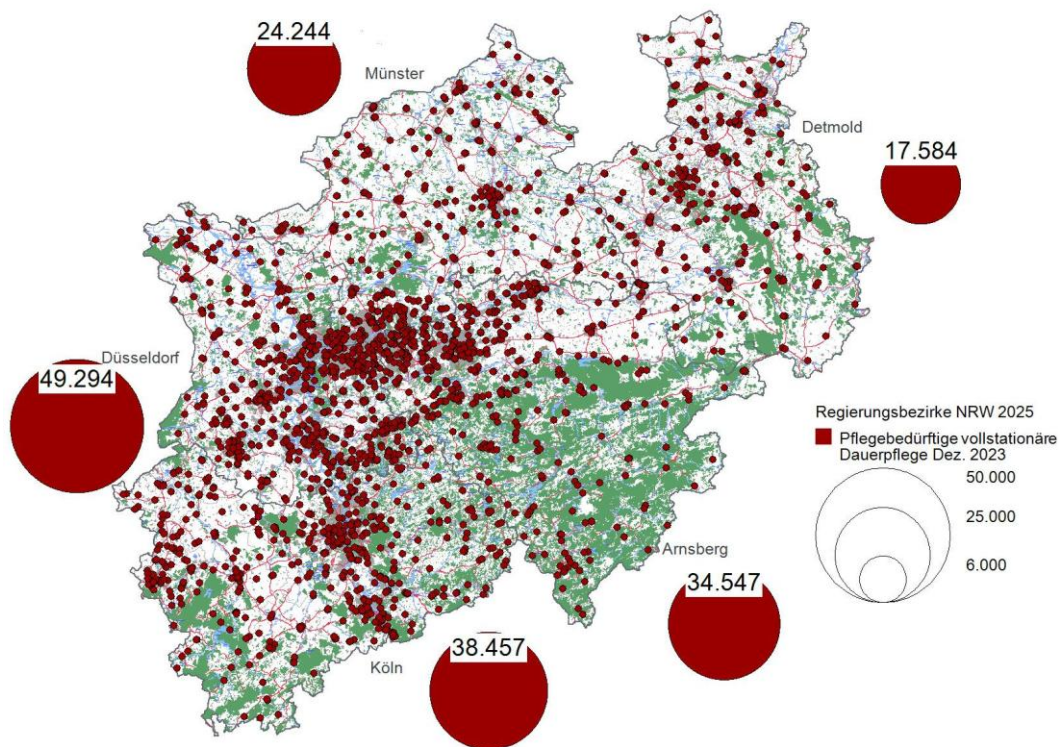 24.244
Münster
Detmold
17.584
Düsseldorf
49.294
Regierungsbezirke NRW 2025
Pflegebedürftige vollstationäre
Dauerpflege Dez. 2023
50.000
25.000
6.000
Arnsberg
34.547
Köln
38.457